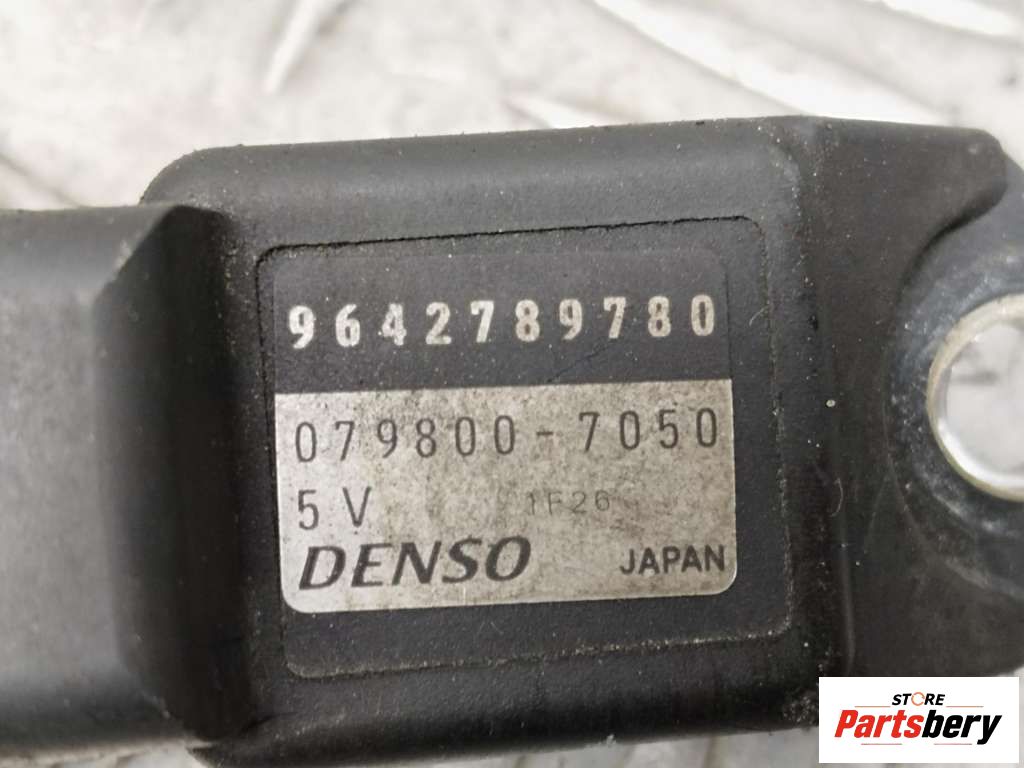 9642789780
079800-7050
5V 1F26
DENSO JAPAN
STORE
Partsbery